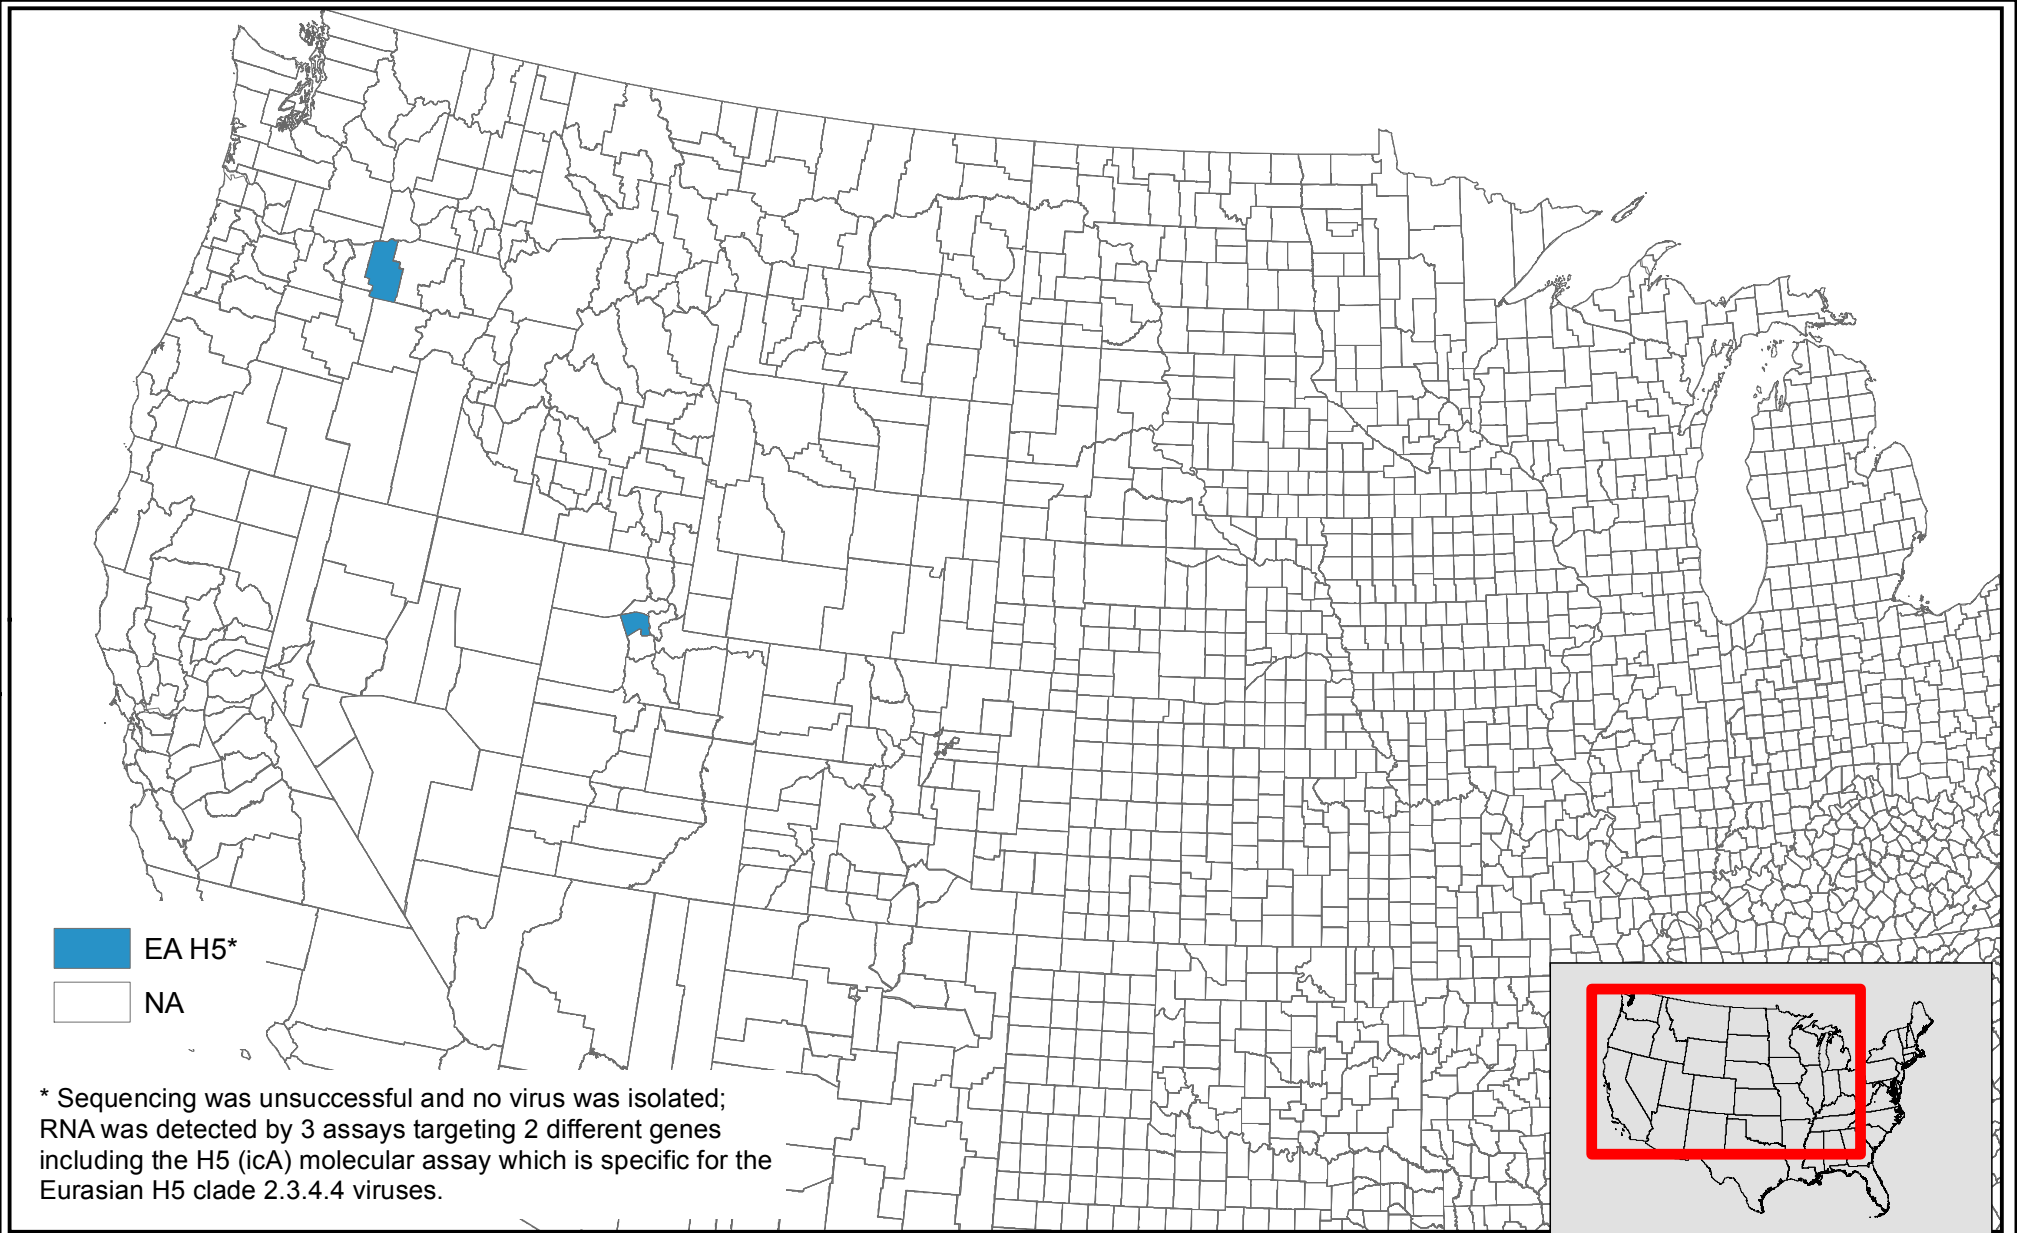 EA H5*
NA
* Sequencing was unsuccessful and no virus was isolated;
RNA was detected by 3 assays targeting 2 different genes
including the H5 (icA) molecular assay which is specific for the
Eurasian H5 clade 2.3.4.4 viruses.